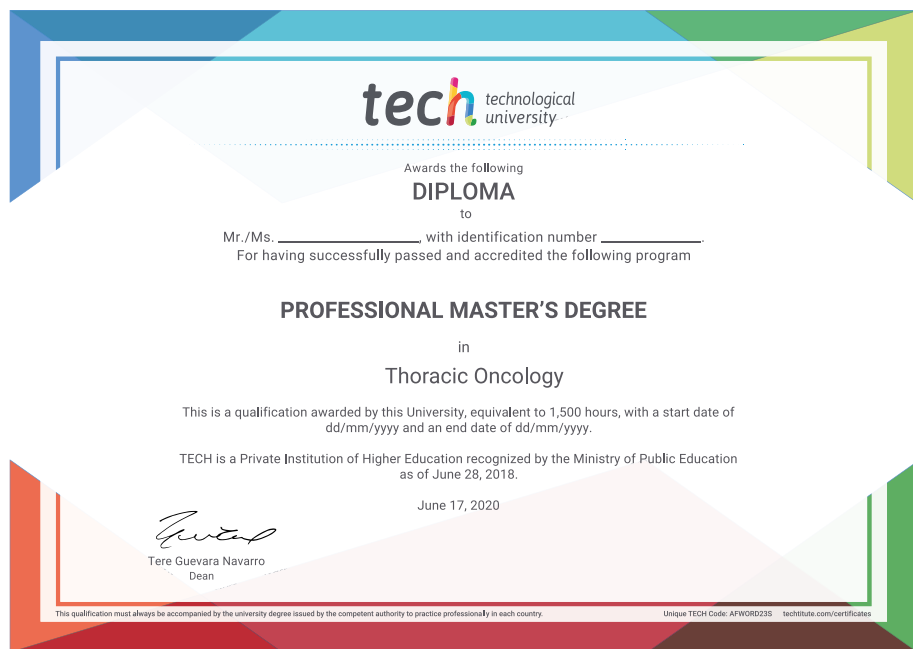 tech technological
university
Awards the following
DIPLOMA
to
Mr./Ms. ____________________, with identification number ______________.
For having successfully passed and accredited the following program
PROFESSIONAL MASTER'S DEGREE
in
Thoracic Oncology
This is a qualification awarded by this University, equivalent to 1,500 hours, with a start date of
dd/mm/yyyy and an end date of dd/mm/yyyy.
TECH is a Private Institution of Higher Education recognized by the Ministry of Public Education
as of June 28, 2018.
June 17, 2020
Tere Guevara Navarro
Dean
This qualification must always be accompanied by the university degree issued by the competent authority to practice professionally in each country.
Unique TECH Code: AFWORD23S techtitute.com/certificates